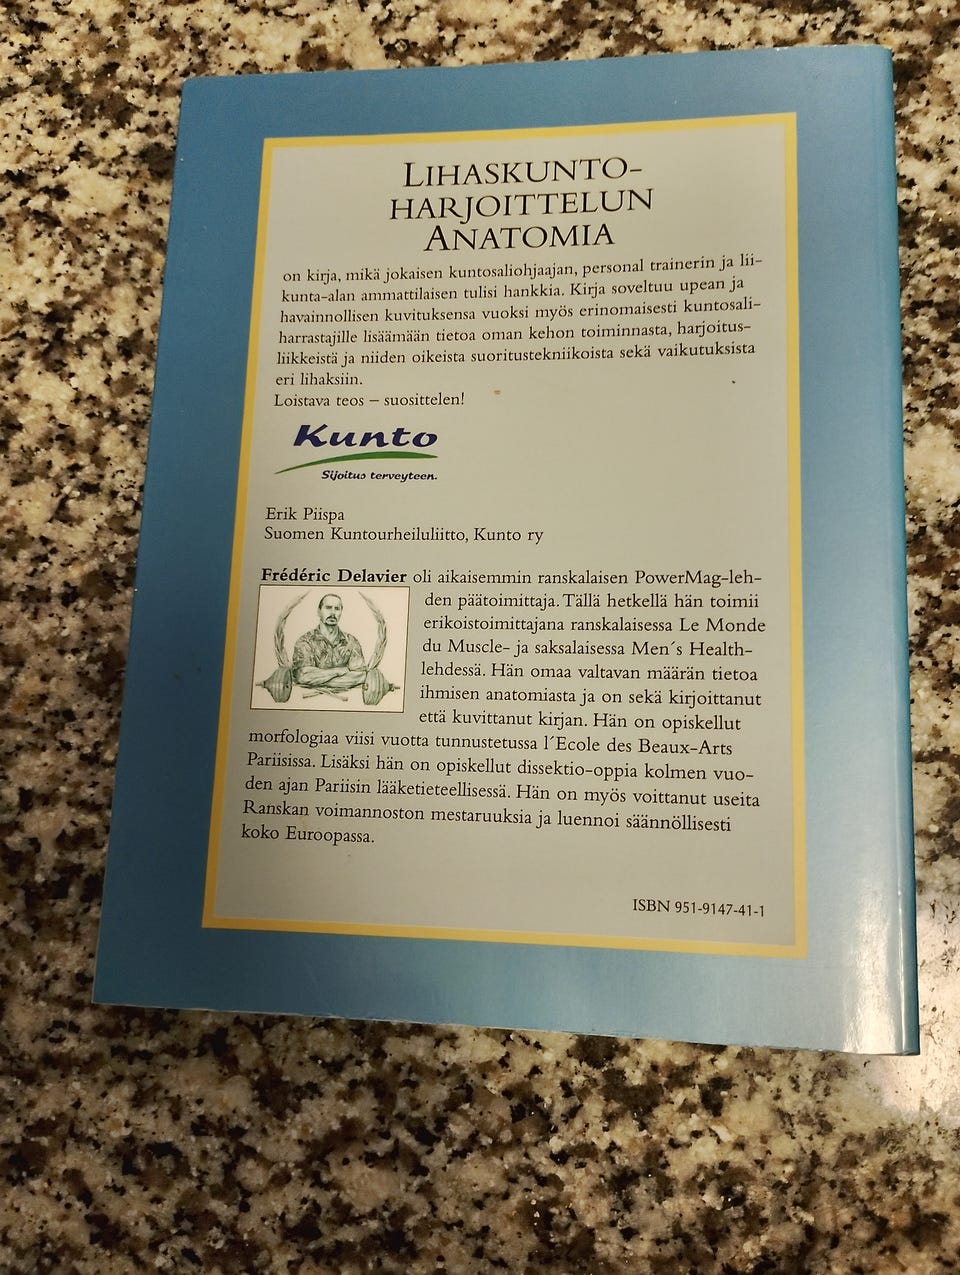 LIHASKUNTO-
HARJOITTELUN
ANATOMIA
on kirja, mikä jokaisen kuntosaliohjaajan, personal trainerin ja lii-
kunta-alan ammattilaisen tulisi hankkia. Kirja soveltuu upean ja
havainnollisen kuvituksensa vuoksi myös erinomaisesti kuntosali-
harrastajille lisäämään tietoa oman kehon toiminnasta, harjoitus-
liikkeistä ja niiden oikeista suoritustekniikoista sekä vaikutuksista
eri lihaksiin.
Loistava teos – suosittelen!
Kunto
Sijoitus terveyteen.
Erik Piispa
Suomen Kuntourheiluliitto, Kunto ry
Frédéric Delavier oli aikaisemmin ranskalaisen PowerMag-leh-
den päätoimittaja. Tällä hetkellä hän toimii
erikoistoimittajana ranskalaisessa Le Monde
du Muscle- ja saksalaisessa Men´s Health-
lehdessä. Hän omaa valtavan määrän tietoa
ihmisen anatomiasta ja on sekä kirjoittanut
että kuvittanut kirjan. Hän on opiskellut
morfologiaa viisi vuotta tunnustetussa l´Ecole des Beaux-Arts
Pariisissa. Lisäksi hän on opiskellut dissektio-oppia kolmen vuo-
den ajan Pariisin lääketieteellisessä. Hän on myös voittanut useita
Ranskan voimannoston mestaruuksia ja luennoi säännöllisesti
koko Euroopassa.
ISBN 951-9147-41-1